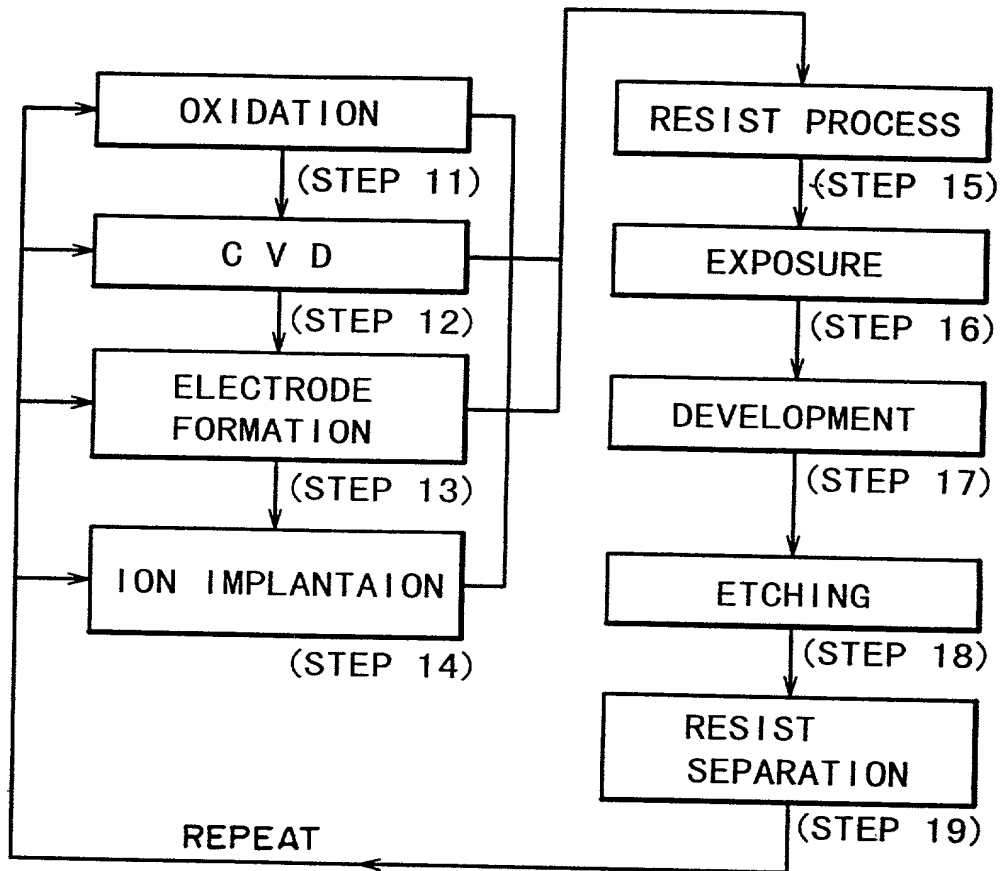 OXIDATION
(STEP 11)
C V D
(STEP 12)
ELECTRODE
FORMATION
(STEP 13)
ION IMPLANTAION
(STEP 14)
RESIST PROCESS
(STEP 15)
EXPOSURE
(STEP 16)
DEVELOPMENT
(STEP 17)
ETCHING
(STEP 18)
RESIST
SEPARATION
(STEP 19)
REPEAT